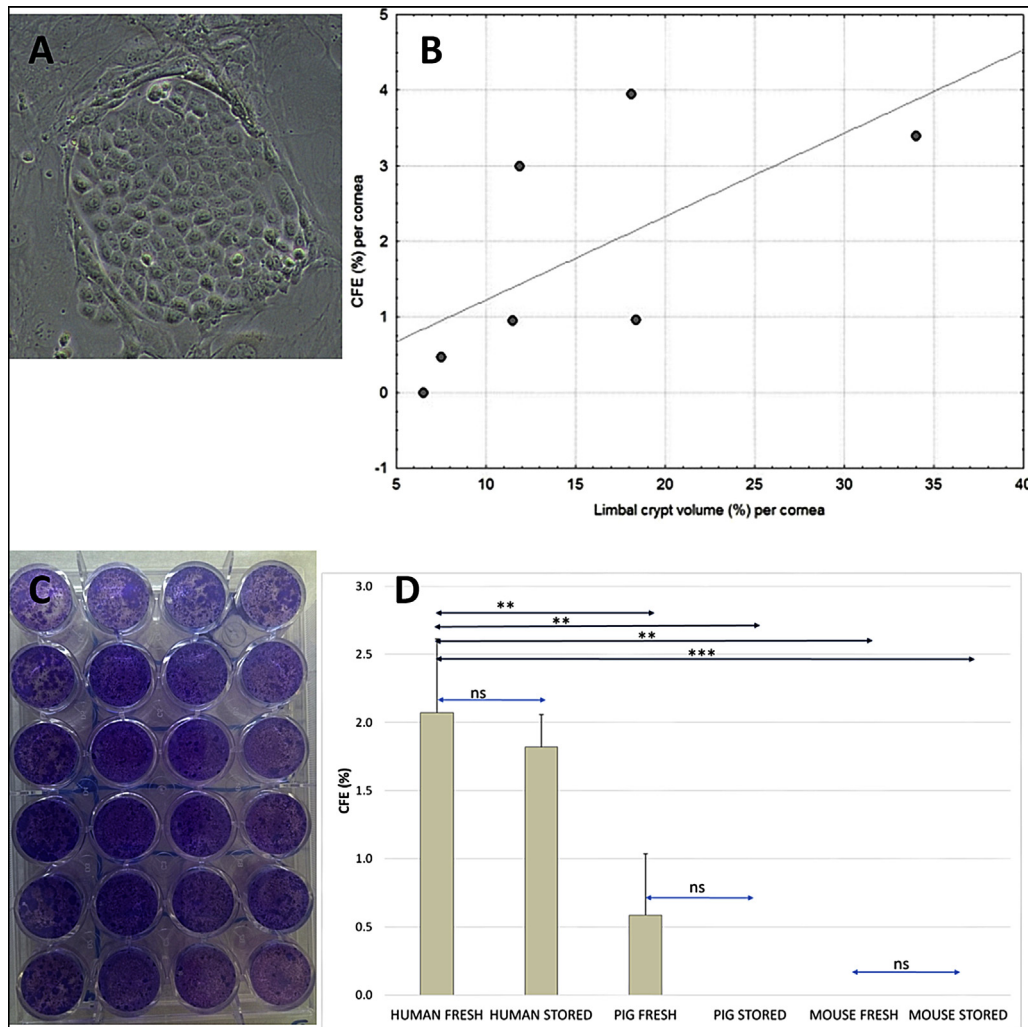 A
B
5
4
3
2
1
0
-1
CFE (%) per cornea
5 10 15 20 25 30 35 40
Limbal crypt volume (%) per cornea
C
D
3.0
2.5
2.0
1.5
1.0
0.5
0.0
CFE (%)
**
**
**
***
ns
ns
ns
HUMAN FRESH HUMAN STORED PIG FRESH PIG STORED MOUSE FRESH MOUSE STORED